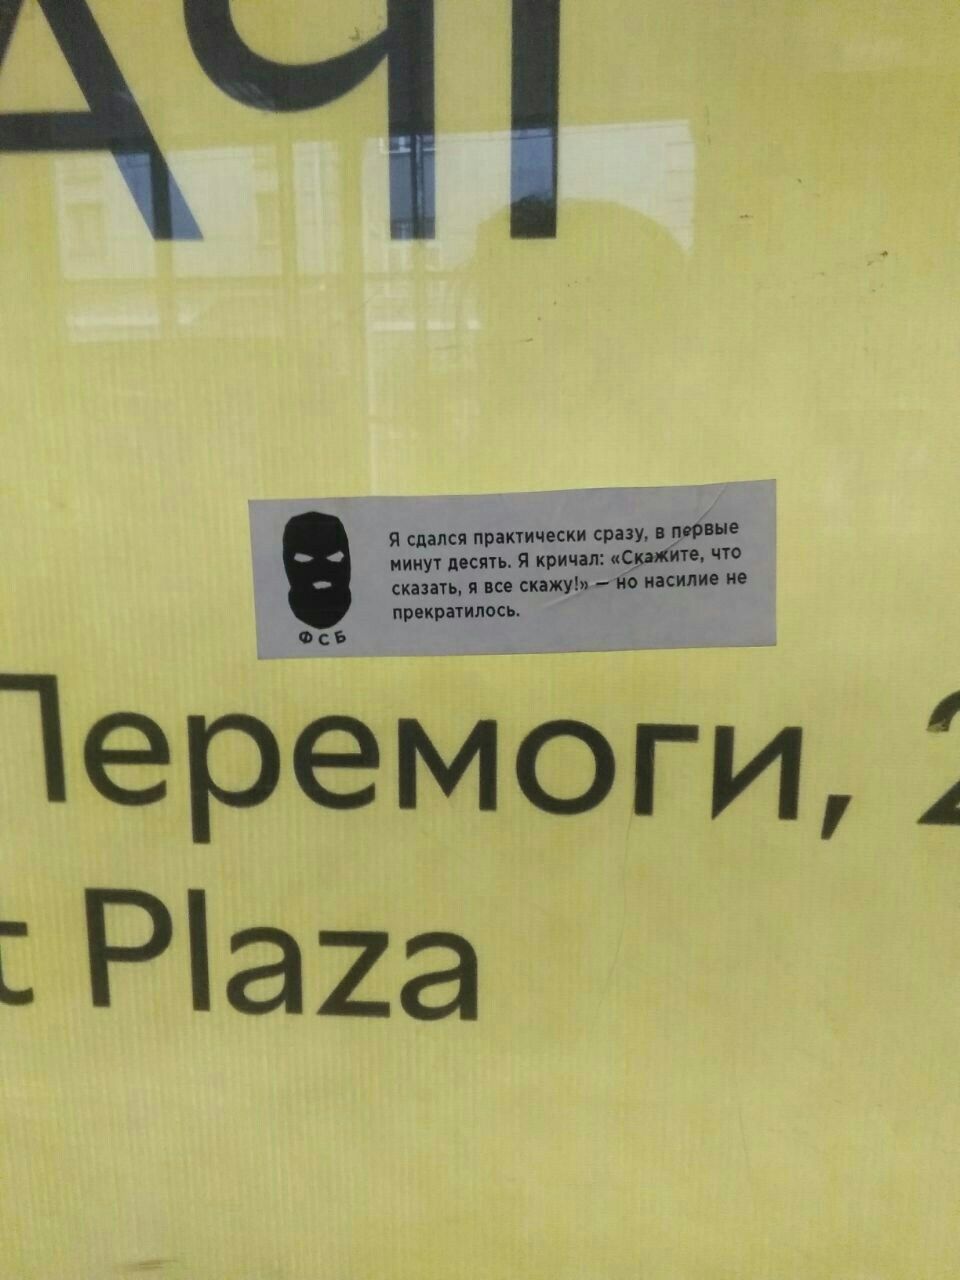 АЧІ
Я сдался практически сразу, в первые
минут десять. Я кричал: «Скажите, что
сказать, я все скажу!» — но насилие не
прекратилось.
ФСБ
Перемоги, 2
t Plaza